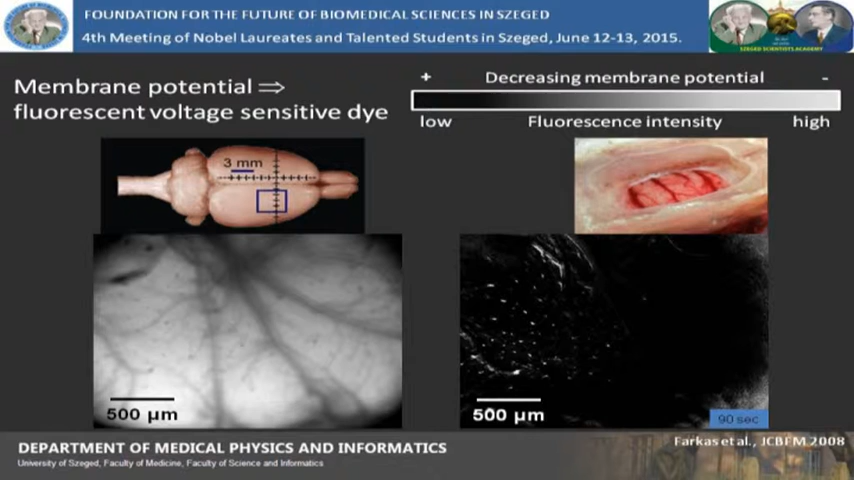 FOUNDATION FOR THE FUTURE OF BIOMEDICAL SCIENCES IN SZEGED
4th Meeting of Nobel Laureates and Talented Students in Szeged, June 12-13, 2015.
SZEGED SCIENTISTS ACADEMY
Membrane potential ⇒
fluorescent voltage sensitive dye
+ Decreasing membrane potential -
low Fluorescence intensity high
3 mm
500 µm
500 µm
90 sec
Farkas et al., JCBFM 2008
DEPARTMENT OF MEDICAL PHYSICS AND INFORMATICS
University of Szeged, Faculty of Medicine, Faculty of Science and Informatics